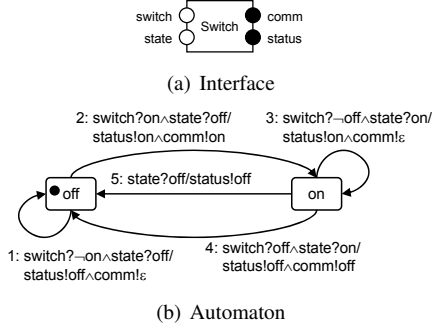 switch
state
Switch
comm
status
(a) Interface
2: switch?on∧state?off/
status!on∧comm!on
3: switch?¬off∧state?on/
status!on∧comm!ε
off
5: state?off/status!off
on
1: switch?¬on∧state?off/
status!off∧comm!ε
4: switch?off∧state?on/
status!off∧comm!off
(b) Automaton